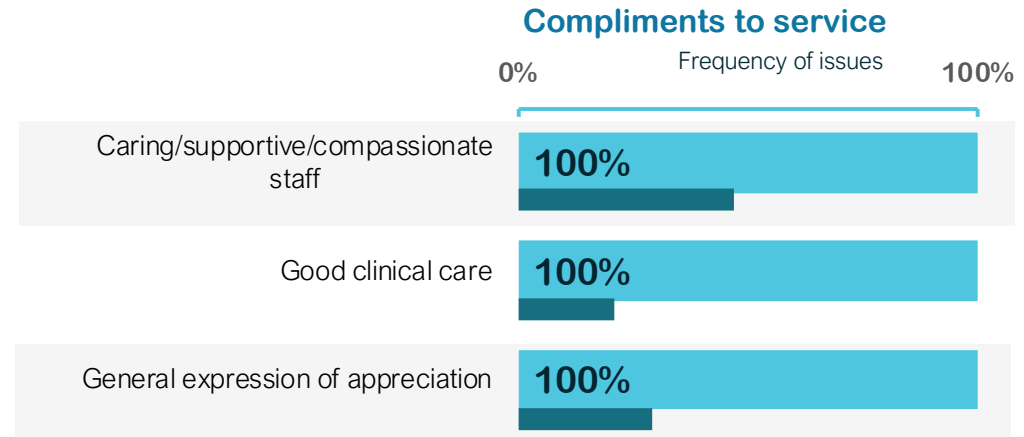 Compliments to service
Frequency of issues
0%
100%
Caring/supportive/compassionate
staff
100%
Good clinical care
100%
General expression of appreciation
100%